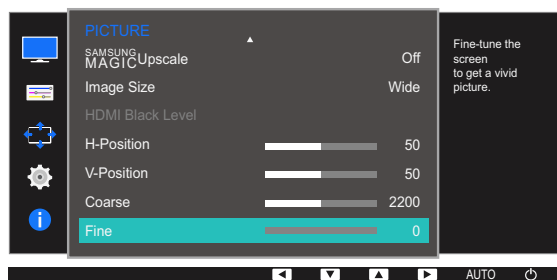 PICTURE
SAMSUNG
MAGIC Upscale Off
Image Size Wide
HDMI Black Level
H-Position 50
V-Position 50
Coarse 2200
Fine 0
Fine-tune the
screen
to get a vivid
picture.
AUTO